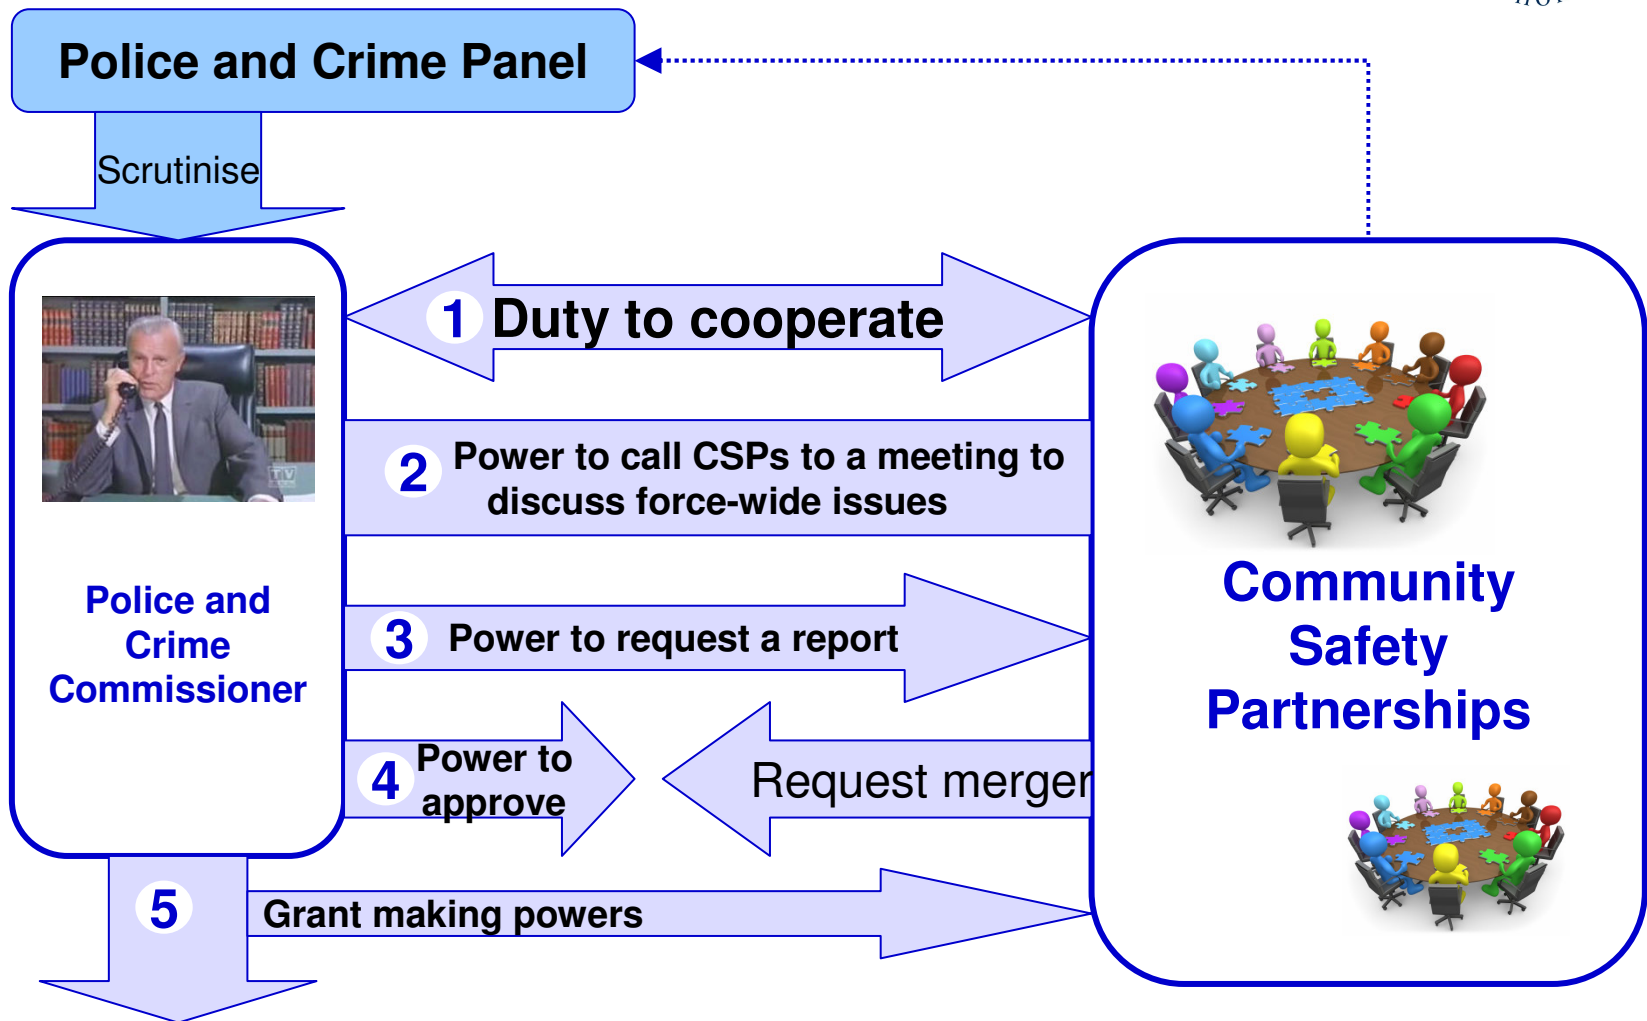 Police and Crime Panel
Scrutinise
1 Duty to cooperate
2 Power to call CSPs to a meeting to
discuss force-wide issues
Police and
Crime
Commissioner
3 Power to request a report
4 Power to
approve
Request merger
5
Grant making powers
Community
Safety
Partnerships
TV